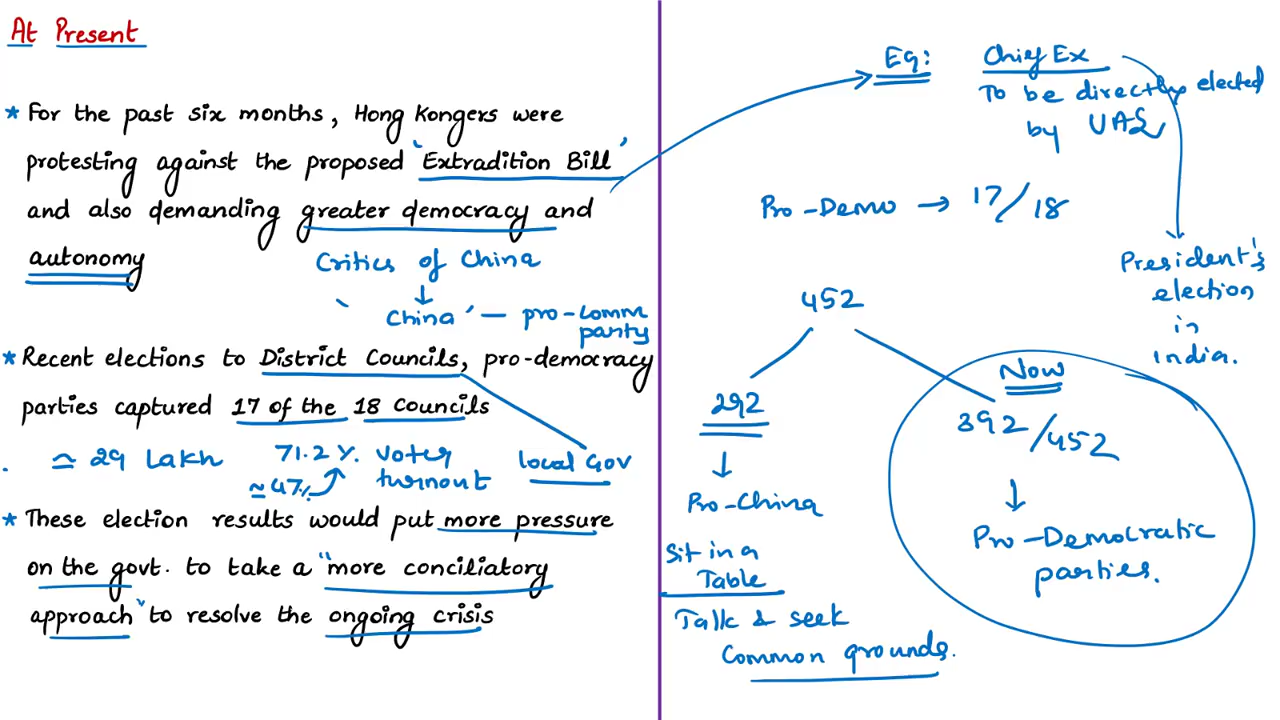 At Present
* For the past six months, Hong Kongers were
protesting against the proposed 'Extradition Bill'
and also demanding greater democracy and
autonomy
Critics of China
↓
'China' - pro-comm
party
* Recent elections to District Councils, pro-democracy
parties captured 17 of the 18 Councils
≃ 29 Lakh
71.2 %. voter
turnout
≃ 47%
local Gov
* These election results would put more pressure
on the govt. to take a "more conciliatory
approach" to resolve the ongoing crisis
Eg:
Chief Ex
To be directly elected
by UAS
Pro-Demo → 17/18
President's
election
in
india.
452
292
↓
Pro-China
Now
392/452
↓
Pro-Democratic
parties.
Sit in a
Table
Talk & seek
Common grounds.